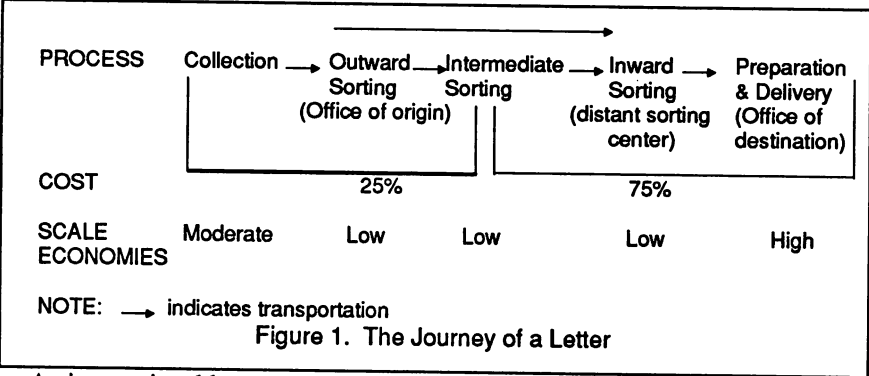 PROCESS Collection → Outward → Intermediate → Inward → Preparation
Sorting Sorting Sorting & Delivery
(Office of origin) (distant sorting (Office of
center) destination)
COST 25% 75%
SCALE Moderate Low Low Low High
ECONOMIES
NOTE: → indicates transportation
Figure 1. The Journey of a Letter